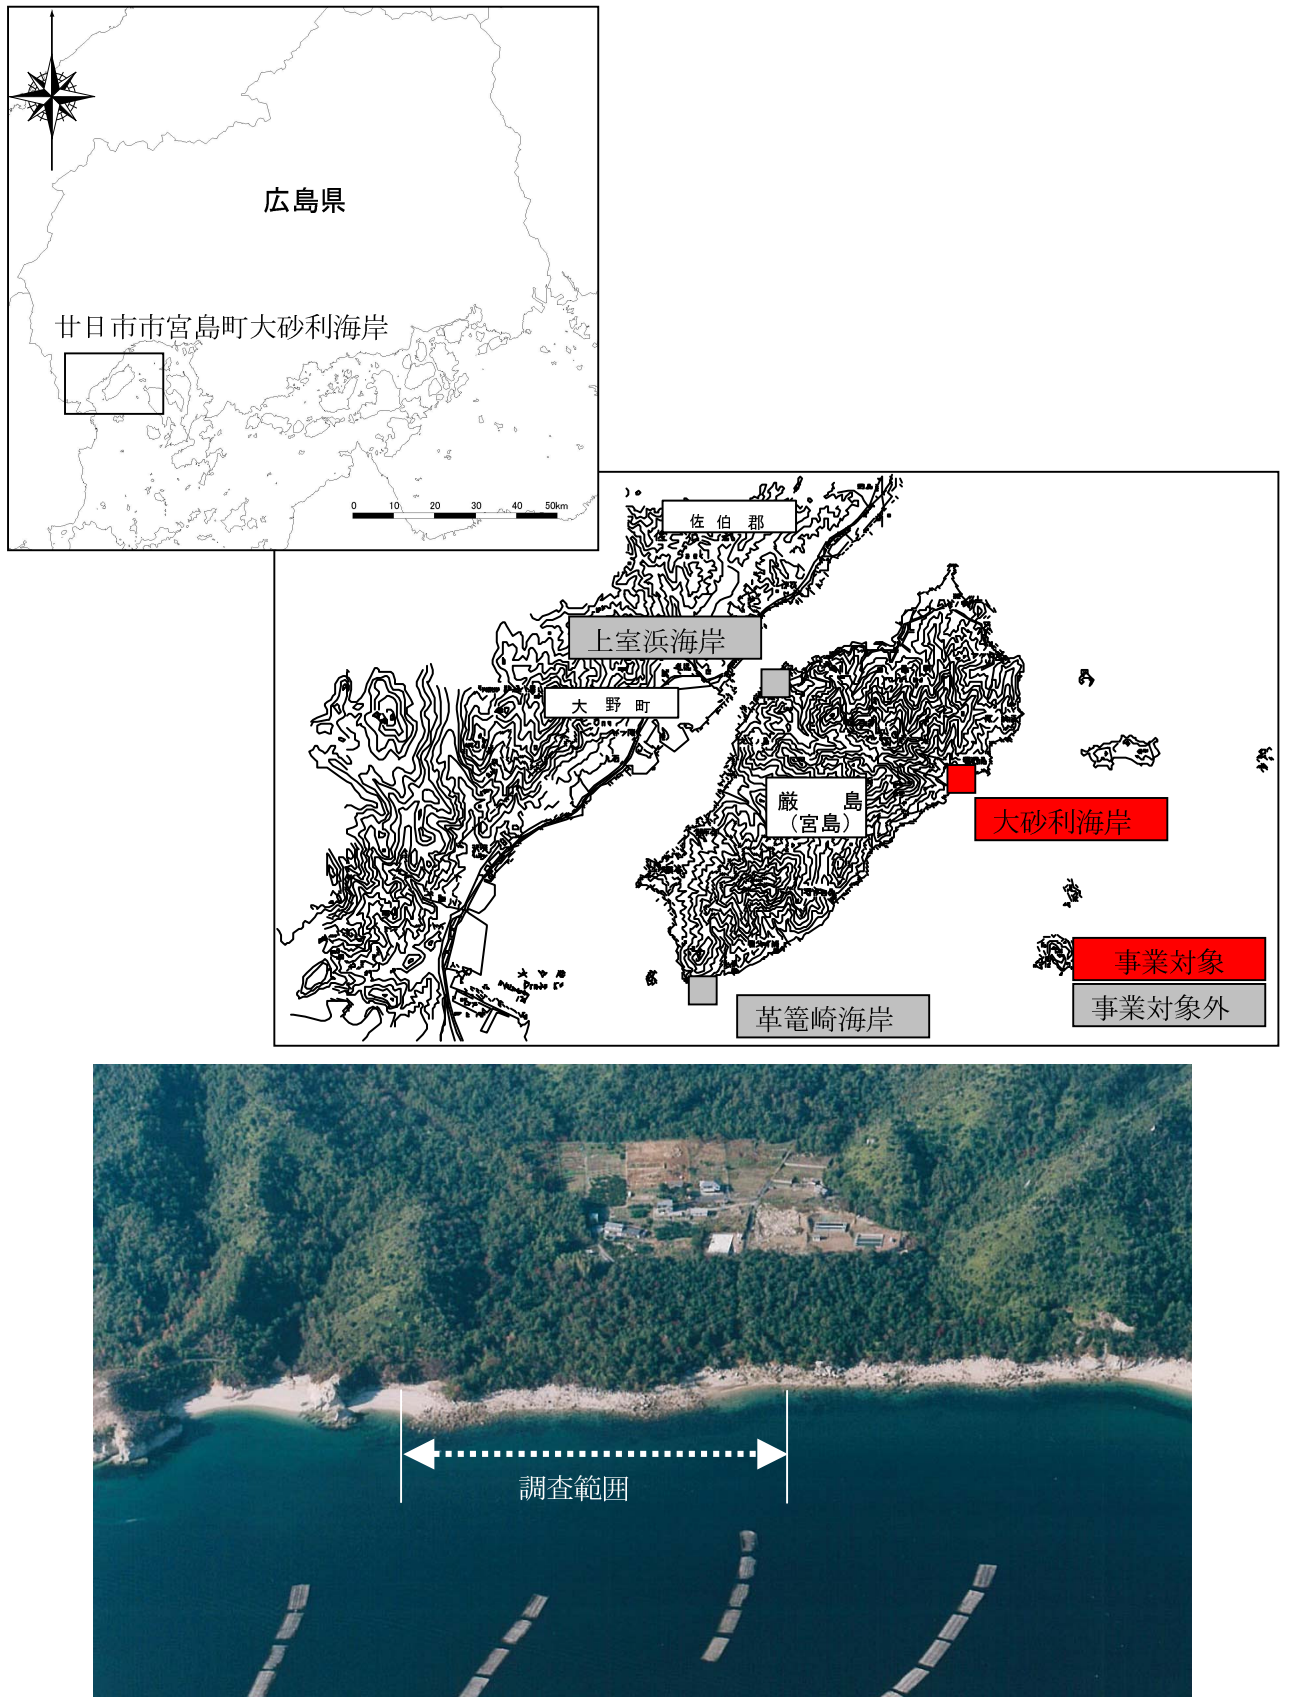 広島県
廿日市市宮島町大砂利海岸
0 10 20 30 40 50km
佐伯郡
上室浜海岸
大野町
厳島
(宮島)
大砂利海岸
事業対象
事業対象外
革篭崎海岸
調査範囲